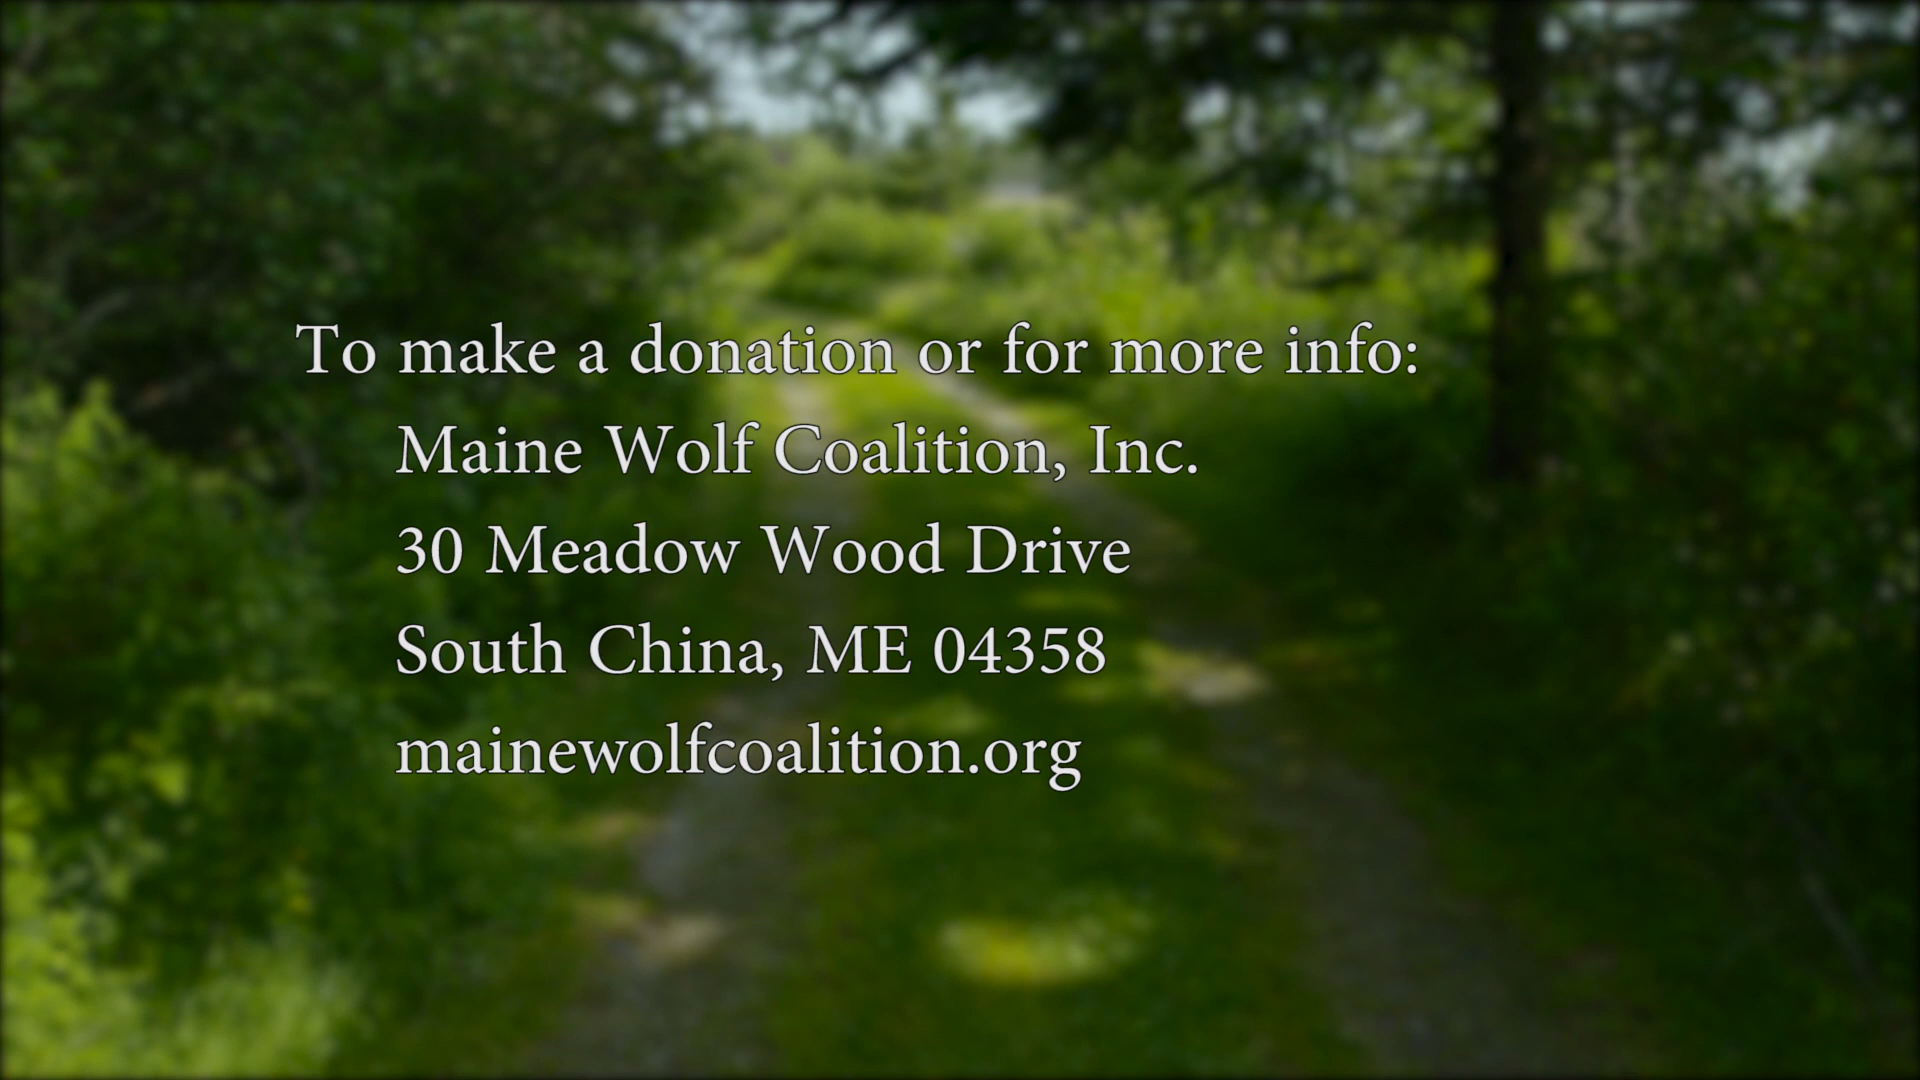 To make a donation or for more info:
Maine Wolf Coalition, Inc.
30 Meadow Wood Drive
South China, ME 04358
mainewolfcoalition.org